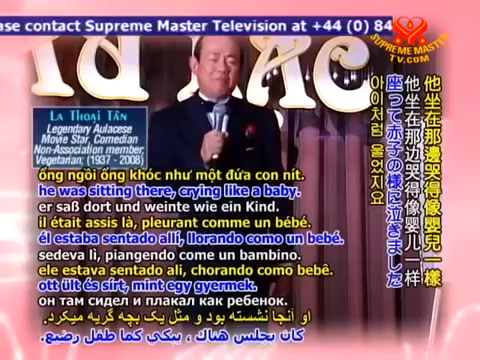 ase contact Supreme Master Television at +44 (0) 84
SUPREME MASTER
TV.COM
LA THOẠI TÂN
Legendary Aulacese
Movie Star, Comedian
Non-Association member,
Vegetarian; (1937 - 2008)
ổng ngồi ổng khóc như một đứa con nít.
he was sitting there, crying like a baby.
er saß dort und weinte wie ein Kind.
il était assis là, pleurant comme un bébé.
él estaba sentado allí, llorando como un bebé.
sedeva lì, piangendo come un bambino.
ele estava sentado ali, chorando como bebê.
ott ült és sírt, mint egy gyermek.
он там сидел и плакал как ребенок.
او آنجا نشسته بود و مثل یک بچه گریه میکرد.
كان يجلس هناك ، يبكي كما طفل رضيع.
他坐在那邊哭得像嬰兒一樣
他坐在那边哭得像婴儿一样
座って赤子の様に泣きました
아이처럼 울었지요